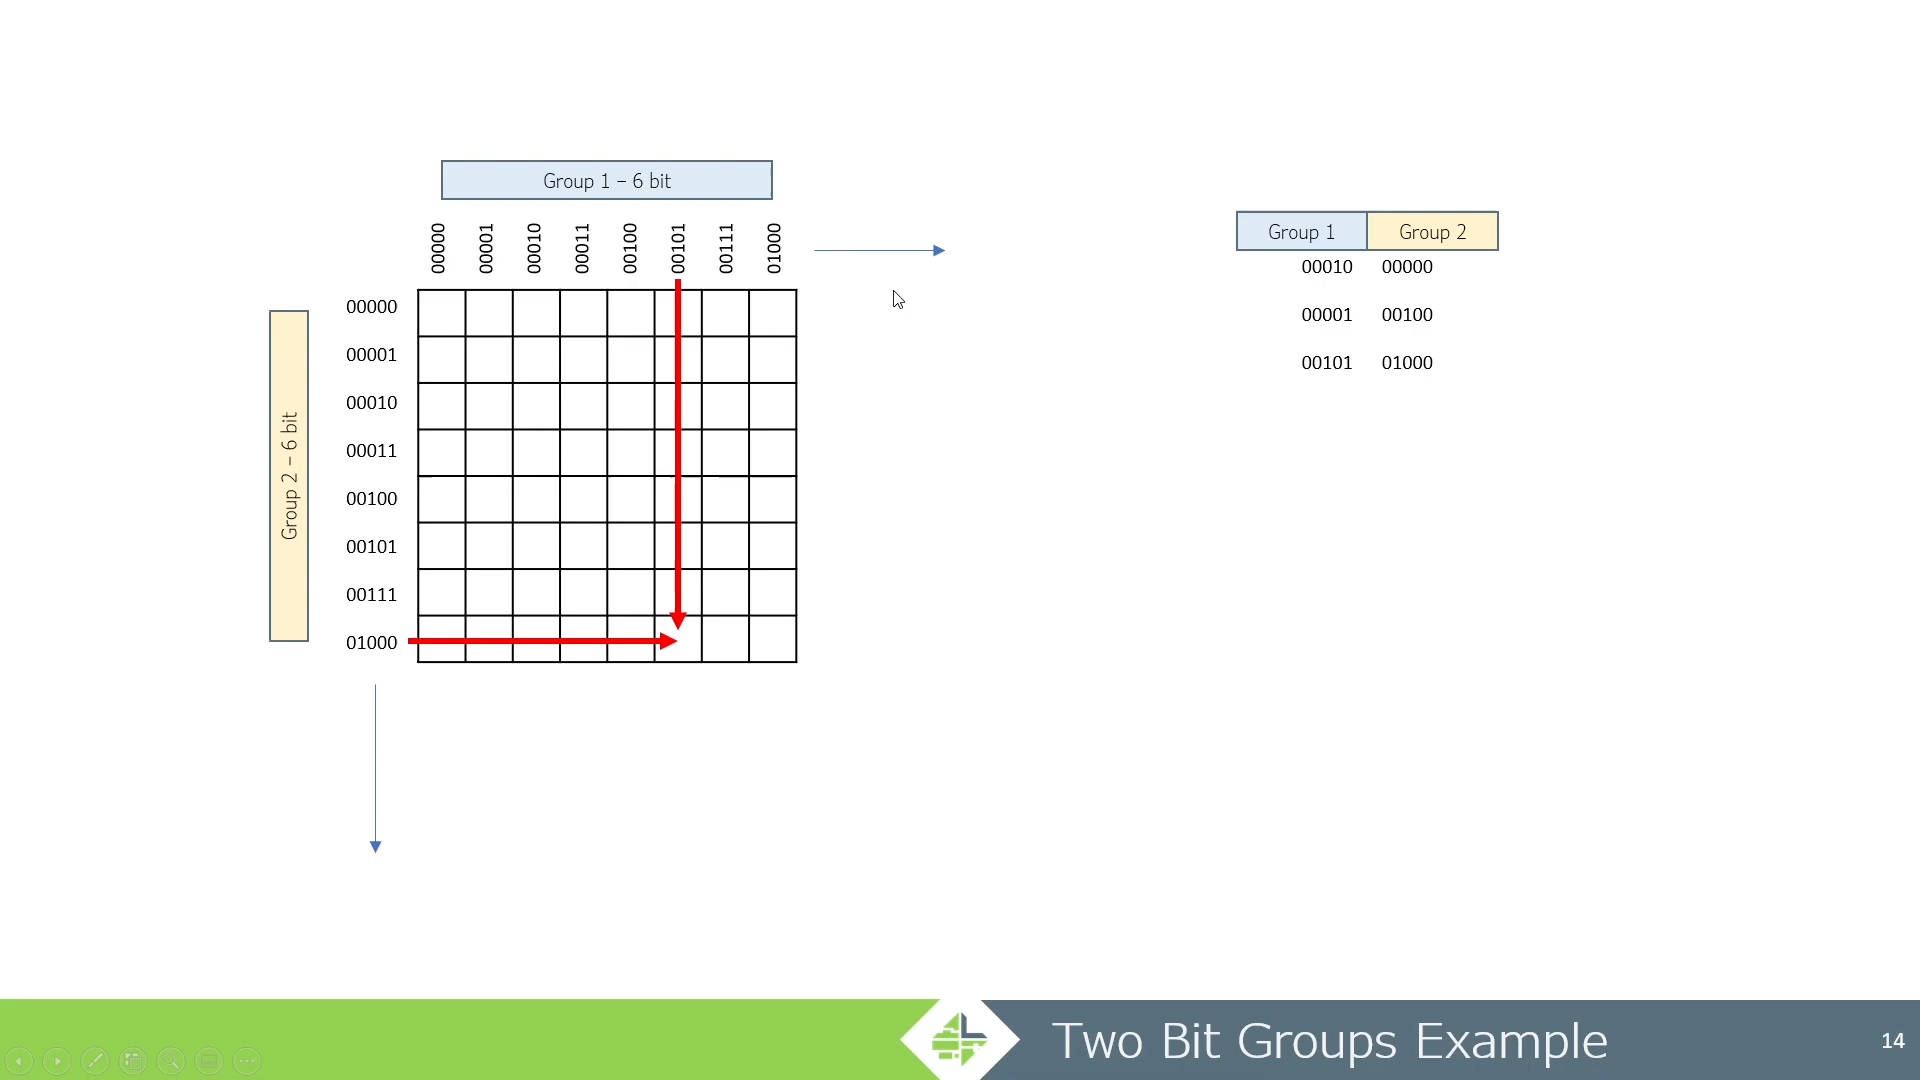 Group 1 – 6 bit
00000 00001 00010 00011 00100 00101 00111 01000
Group 2 – 6 bit
00000
00001
00010
00011
00100
00101
00111
01000
Group 1 Group 2
00010 00000
00001 00100
00101 01000
Two Bit Groups Example
14